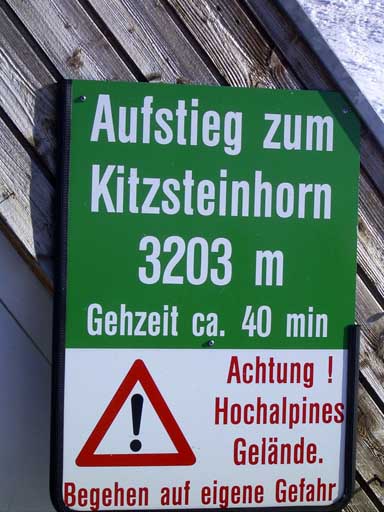 Aufstieg zum
Kitzsteinhorn
3203 m
Gehzeit ca. 40 min
Achtung !
Hochalpines
Gelände.
Begehen auf eigene Gefahr